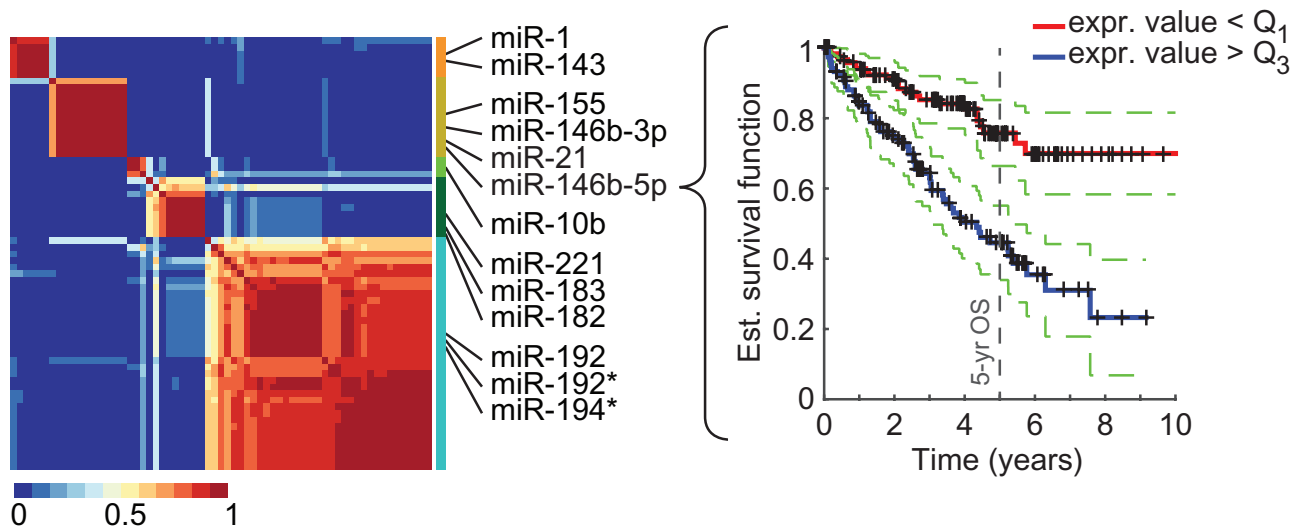 miR-1
miR-143
miR-155
miR-146b-3p
miR-21
miR-146b-5p
miR-10b
miR-221
miR-183
miR-182
miR-192
miR-192*
miR-194*
0 0.5 1
expr. value < Q1
expr. value > Q3
Est. survival function
1
0.8
0.6
0.4
0.2
0
5-yr OS
0 2 4 6 8 10
Time (years)